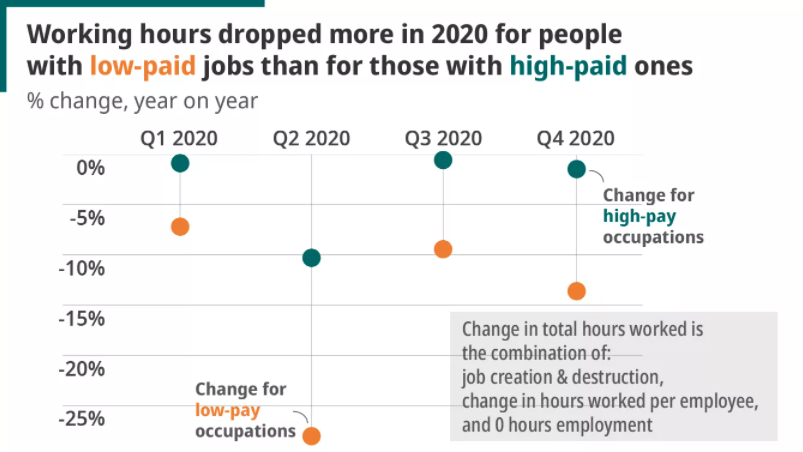 Working hours dropped more in 2020 for people
with low-paid jobs than for those with high-paid ones
% change, year on year
Q1 2020 Q2 2020 Q3 2020 Q4 2020
0%
-5%
-10%
-15%
-20%
-25%
Change for
high-pay
occupations
Change for
low-pay
occupations
Change in total hours worked is
the combination of:
job creation & destruction,
change in hours worked per employee,
and 0 hours employment